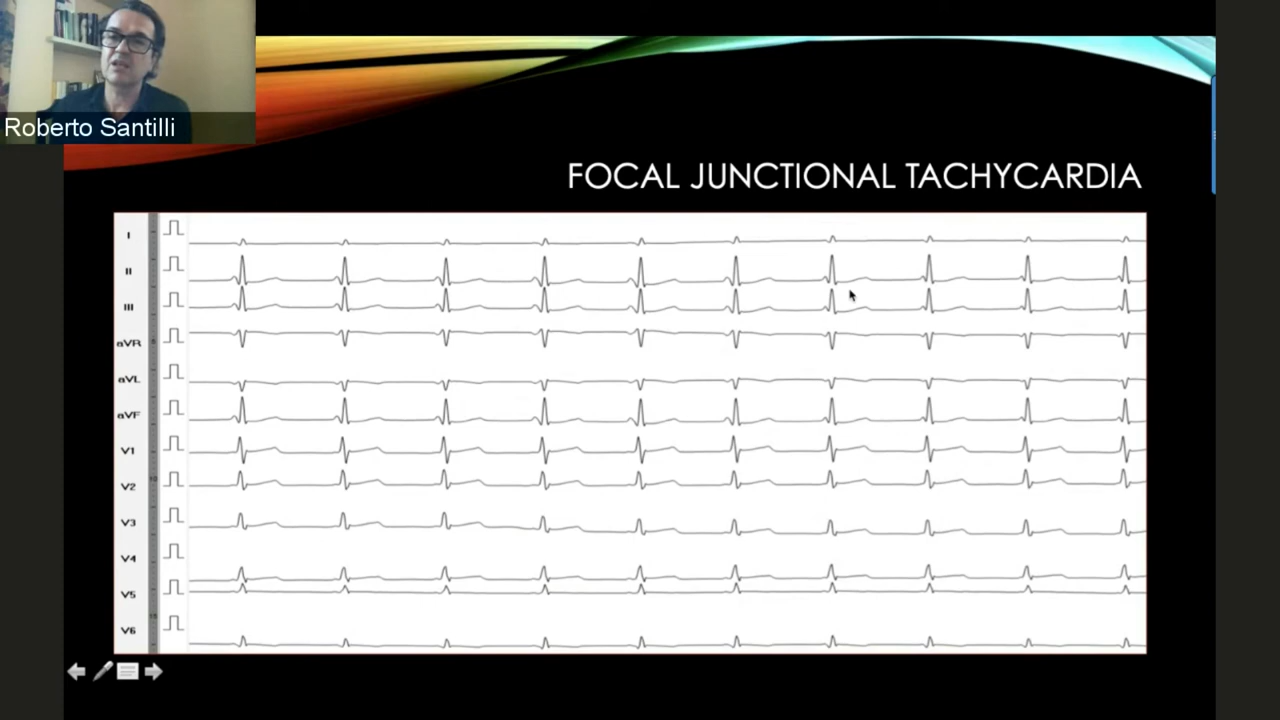 Roberto Santilli
FOCAL JUNCTIONAL TACHYCARDIA
I
II
III
aVR
aVL
aVF
V1
V2
V3
V4
V5
V6